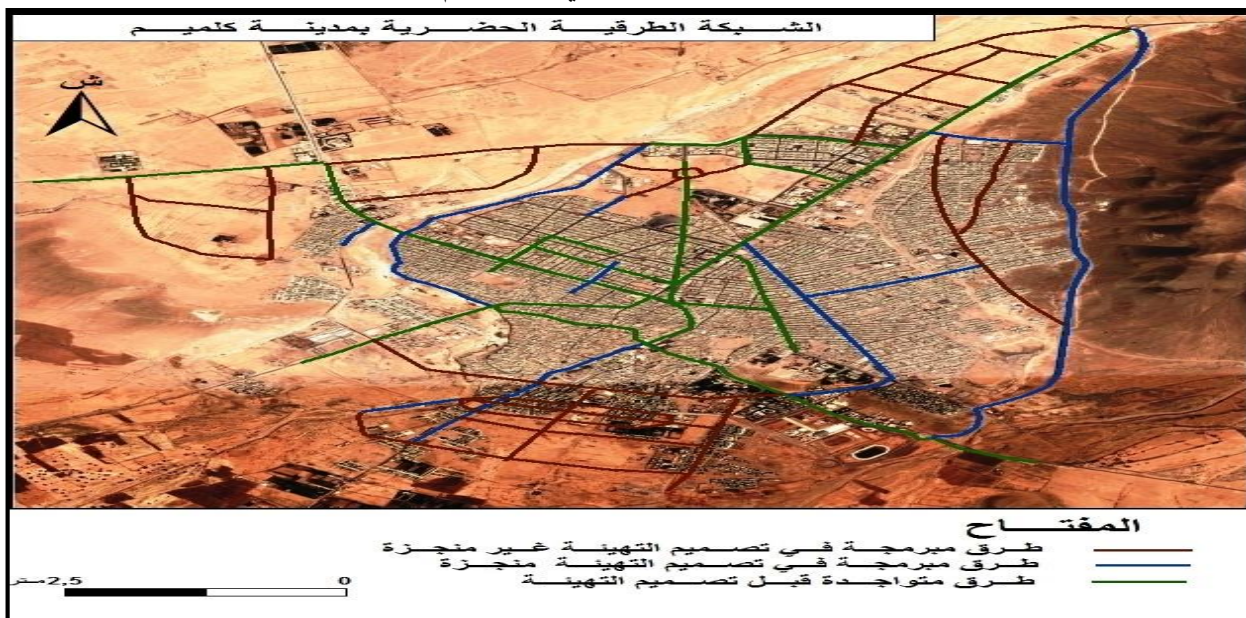 الشبكة الطرقية الحضرية بمدينة كلميم
ش
المفتاح
طرق مبرمجة في تصميم التهيئة غير منجزة
طرق مبرمجة في تصميم التهيئة منجزة
طرق متواجدة قبل تصميم التهيئة
0 2,5متر